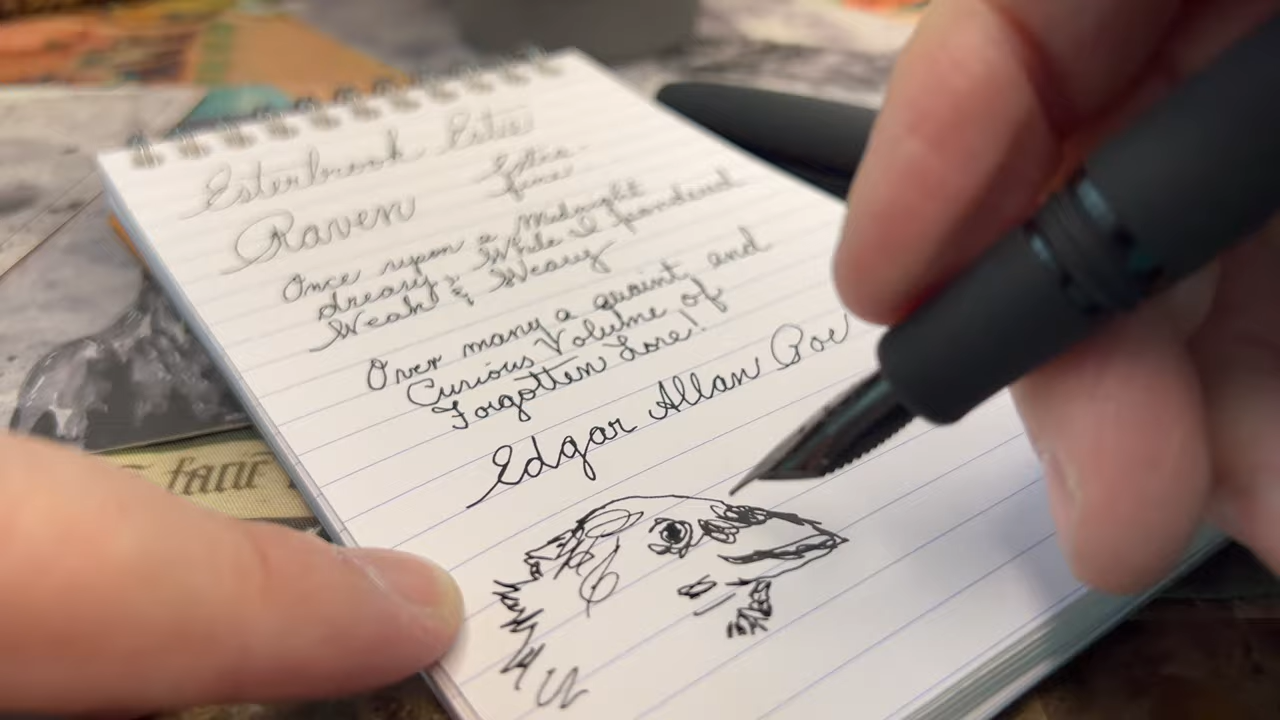 Esterbrook Estie
Raven
Extra-
fine
Once upon a Midnight
dreary, While I pondered
Weak & Weary
Over many a quaint and
Curious Volume of
Forgotten Lore!
Edgar Allan Poe